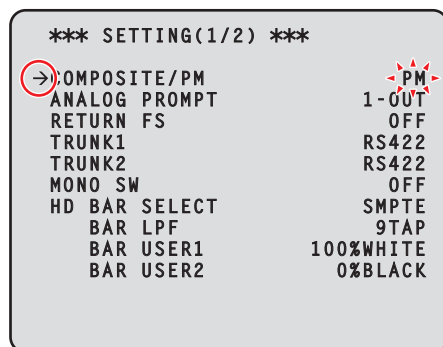 *** SETTING(1/2) ***
→COMPOSITE/PM PM
ANALOG PROMPT 1-OUT
RETURN FS OFF
TRUNK1 RS422
TRUNK2 RS422
MONO SW OFF
HD BAR SELECT SMPTE
BAR LPF 9TAP
BAR USER1 100%WHITE
BAR USER2 0%BLACK